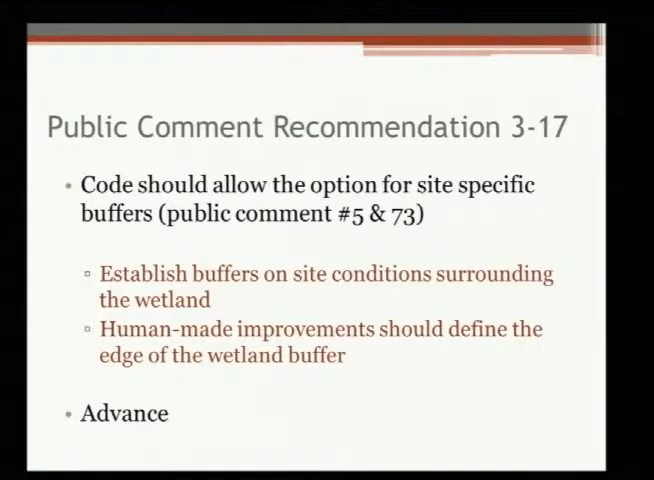 Public Comment Recommendation 3-17
• Code should allow the option for site specific
buffers (public comment #5 & 73)
▫ Establish buffers on site conditions surrounding
the wetland
▫ Human-made improvements should define the
edge of the wetland buffer
• Advance